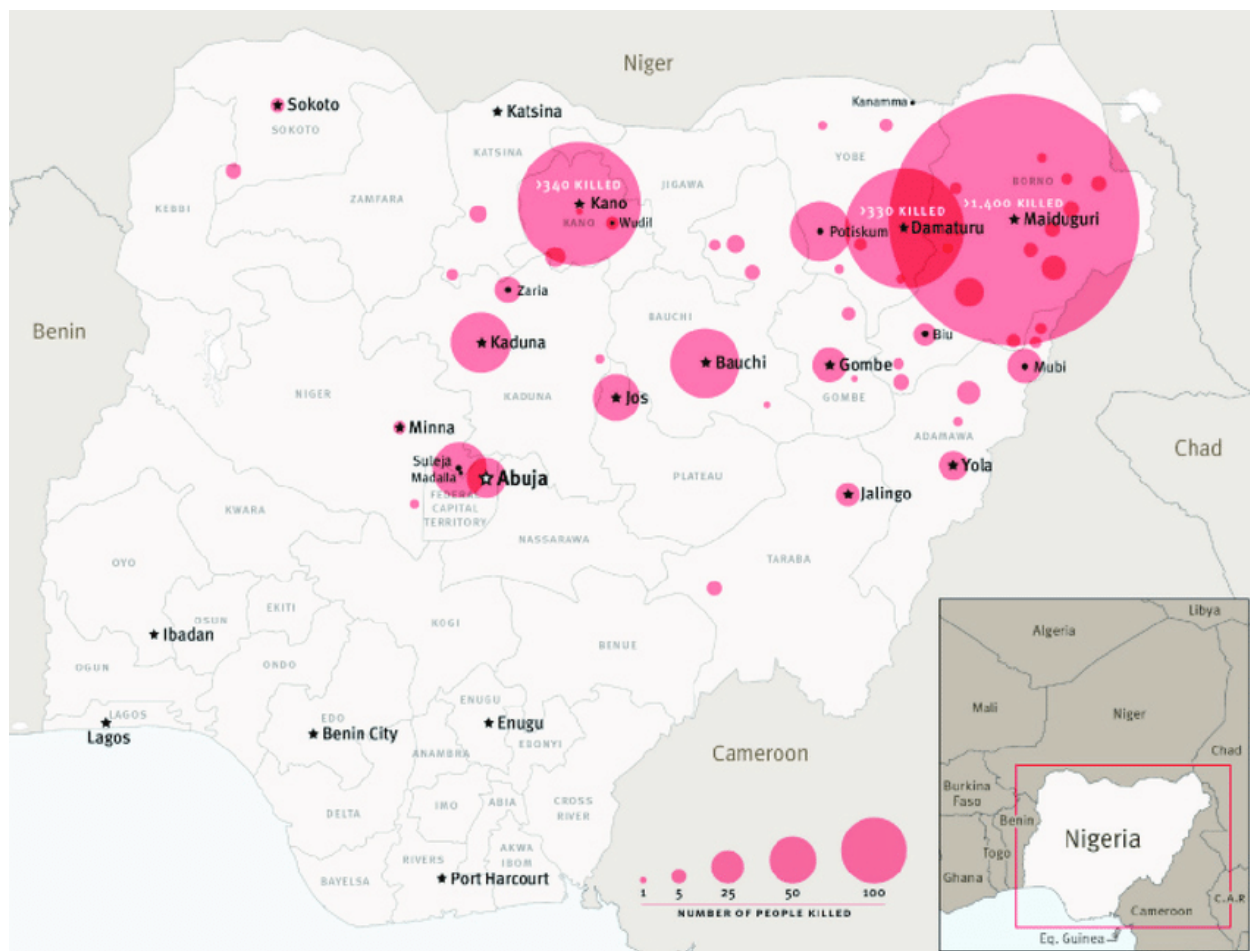 Niger
Sokoto
SOKOTO
Katsina
KATSINA
Kanamma
YOBE
KEBBI
ZAMFARA
>340 KILLED
Kano
KANO
Wudil
JIGAWA
Potiskum
>330 KILLED
Damaturu
BORNO
>1,400 KILLED
Maiduguri
Zaria
Benin
Kaduna
BAUCHI
Bauchi
Gombe
Biu
Mubi
NIGER
KADUNA
Jos
GOMBE
Minna
ADAMAWA
Chad
Suleja
Madalla
Abuja
FEDERAL
CAPITAL
TERRITORY
PLATEAU
Yola
Jalingo
KWARA
NASSARAWA
TARABA
OYO
OSUN
EKITI
Ibadan
KOGI
BENUE
OGUN
ONDO
LAGOS
Lagos
EDO
Benin City
ENUGU
Enugu
EBONYI
ANAMBRA
Cameroon
DELTA
IMO
ABIA
CROSS
RIVER
RIVERS
AKWA
IBOM
BAYELSA
Port Harcourt
1 5 25 50 100
NUMBER OF PEOPLE KILLED
Libya
Algeria
Mali
Niger
Chad
Burkina
Faso
Benin
Nigeria
Togo
Ghana
C.A.R
Cameroon
Eq. Guinea